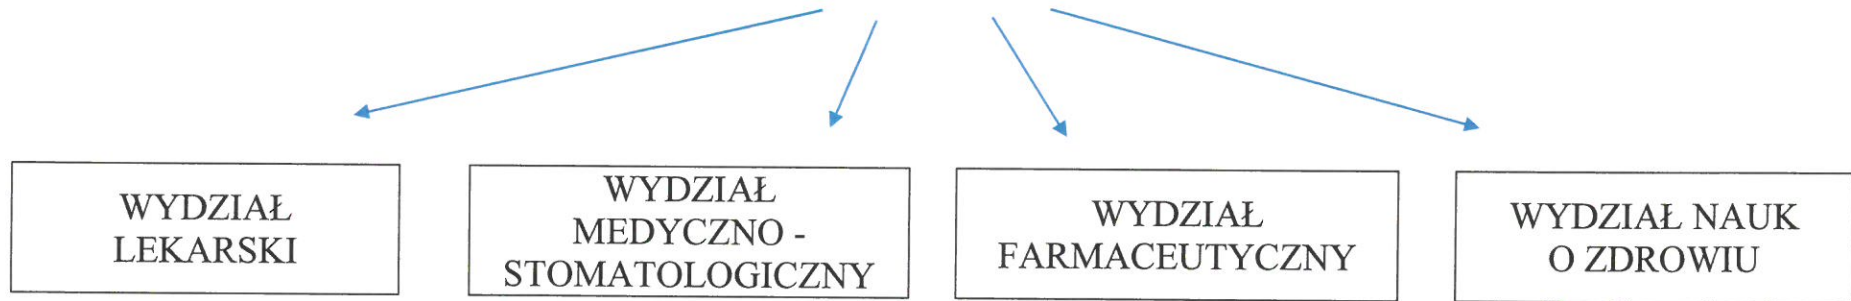 WYDZIAŁ
LEKARSKI
WYDZIAŁ
MEDYCZNO -
STOMATOLOGICZNY
WYDZIAŁ
FARMACEUTYCZNY
WYDZIAŁ NAUK
O ZDROWIU